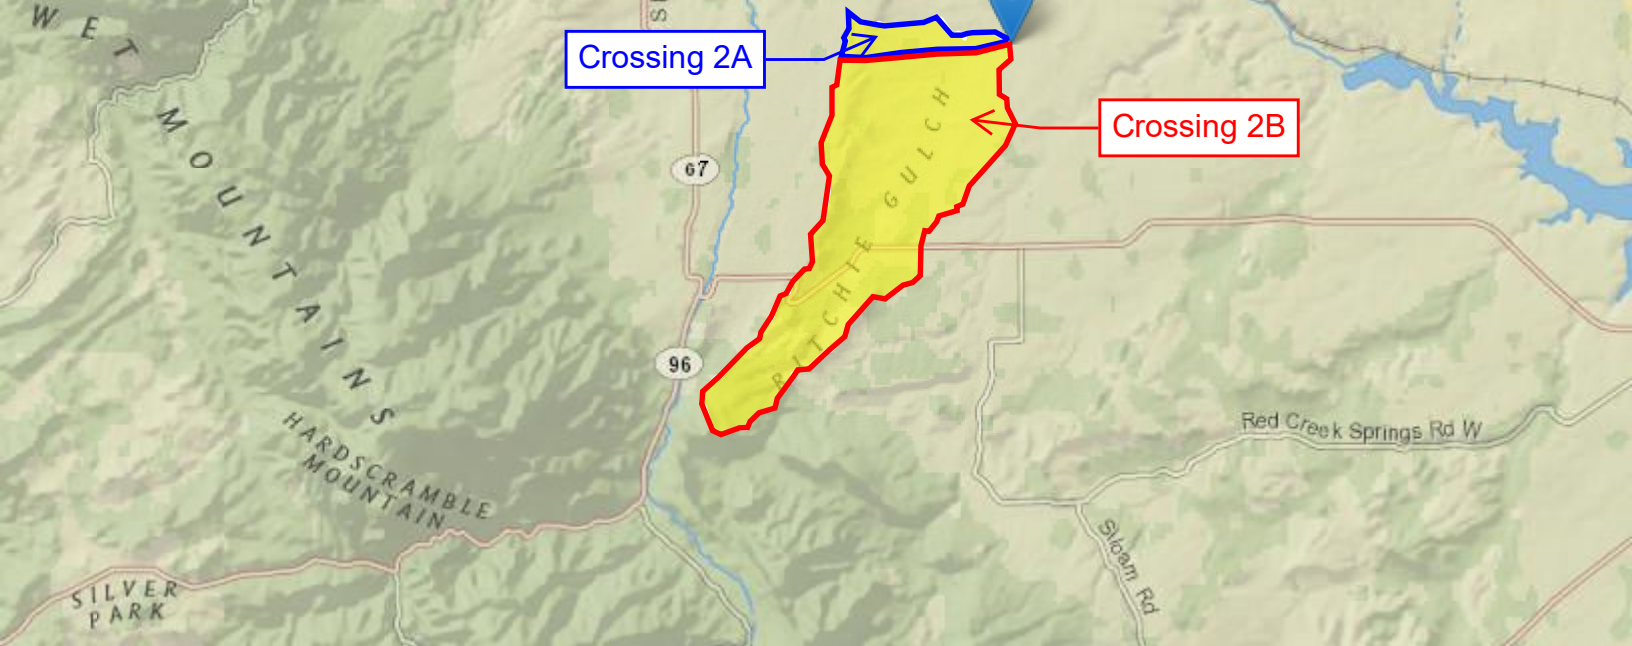 WET
MOUNTAINS
S
Crossing 2A
Crossing 2B
67
RITCHIE GULCH
96
HARDSCRAMBLE
MOUNTAIN
Red Creek Springs Rd W
Siloam Rd
SILVER
PARK